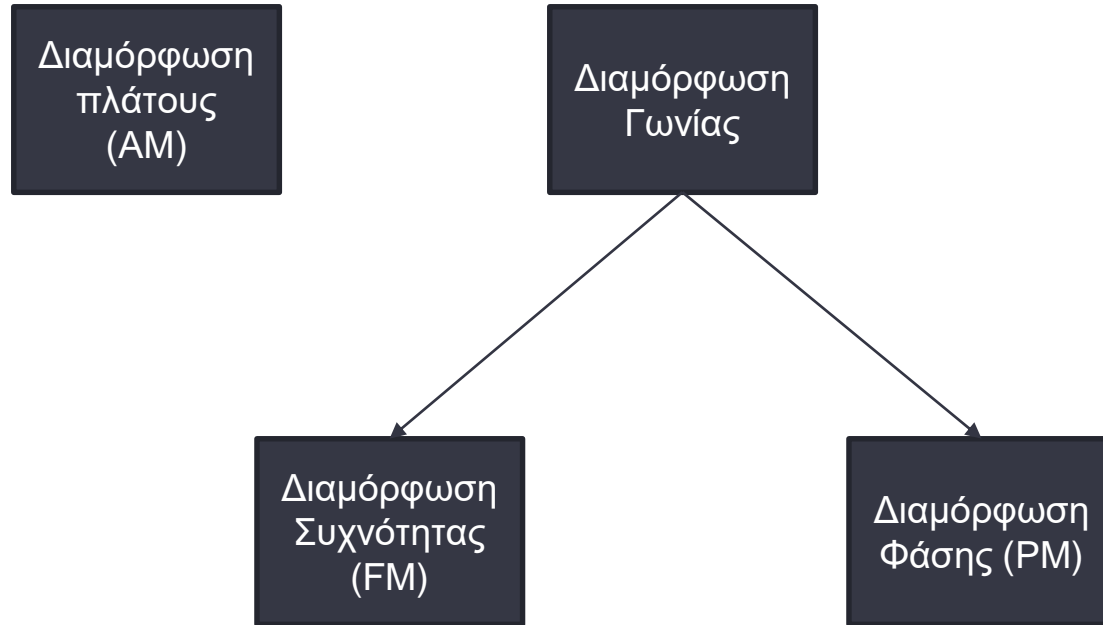 Διαμόρφωση
πλάτους
(AM)
Διαμόρφωση
Γωνίας
Διαμόρφωση
Συχνότητας
(FM)
Διαμόρφωση
Φάσης (PM)